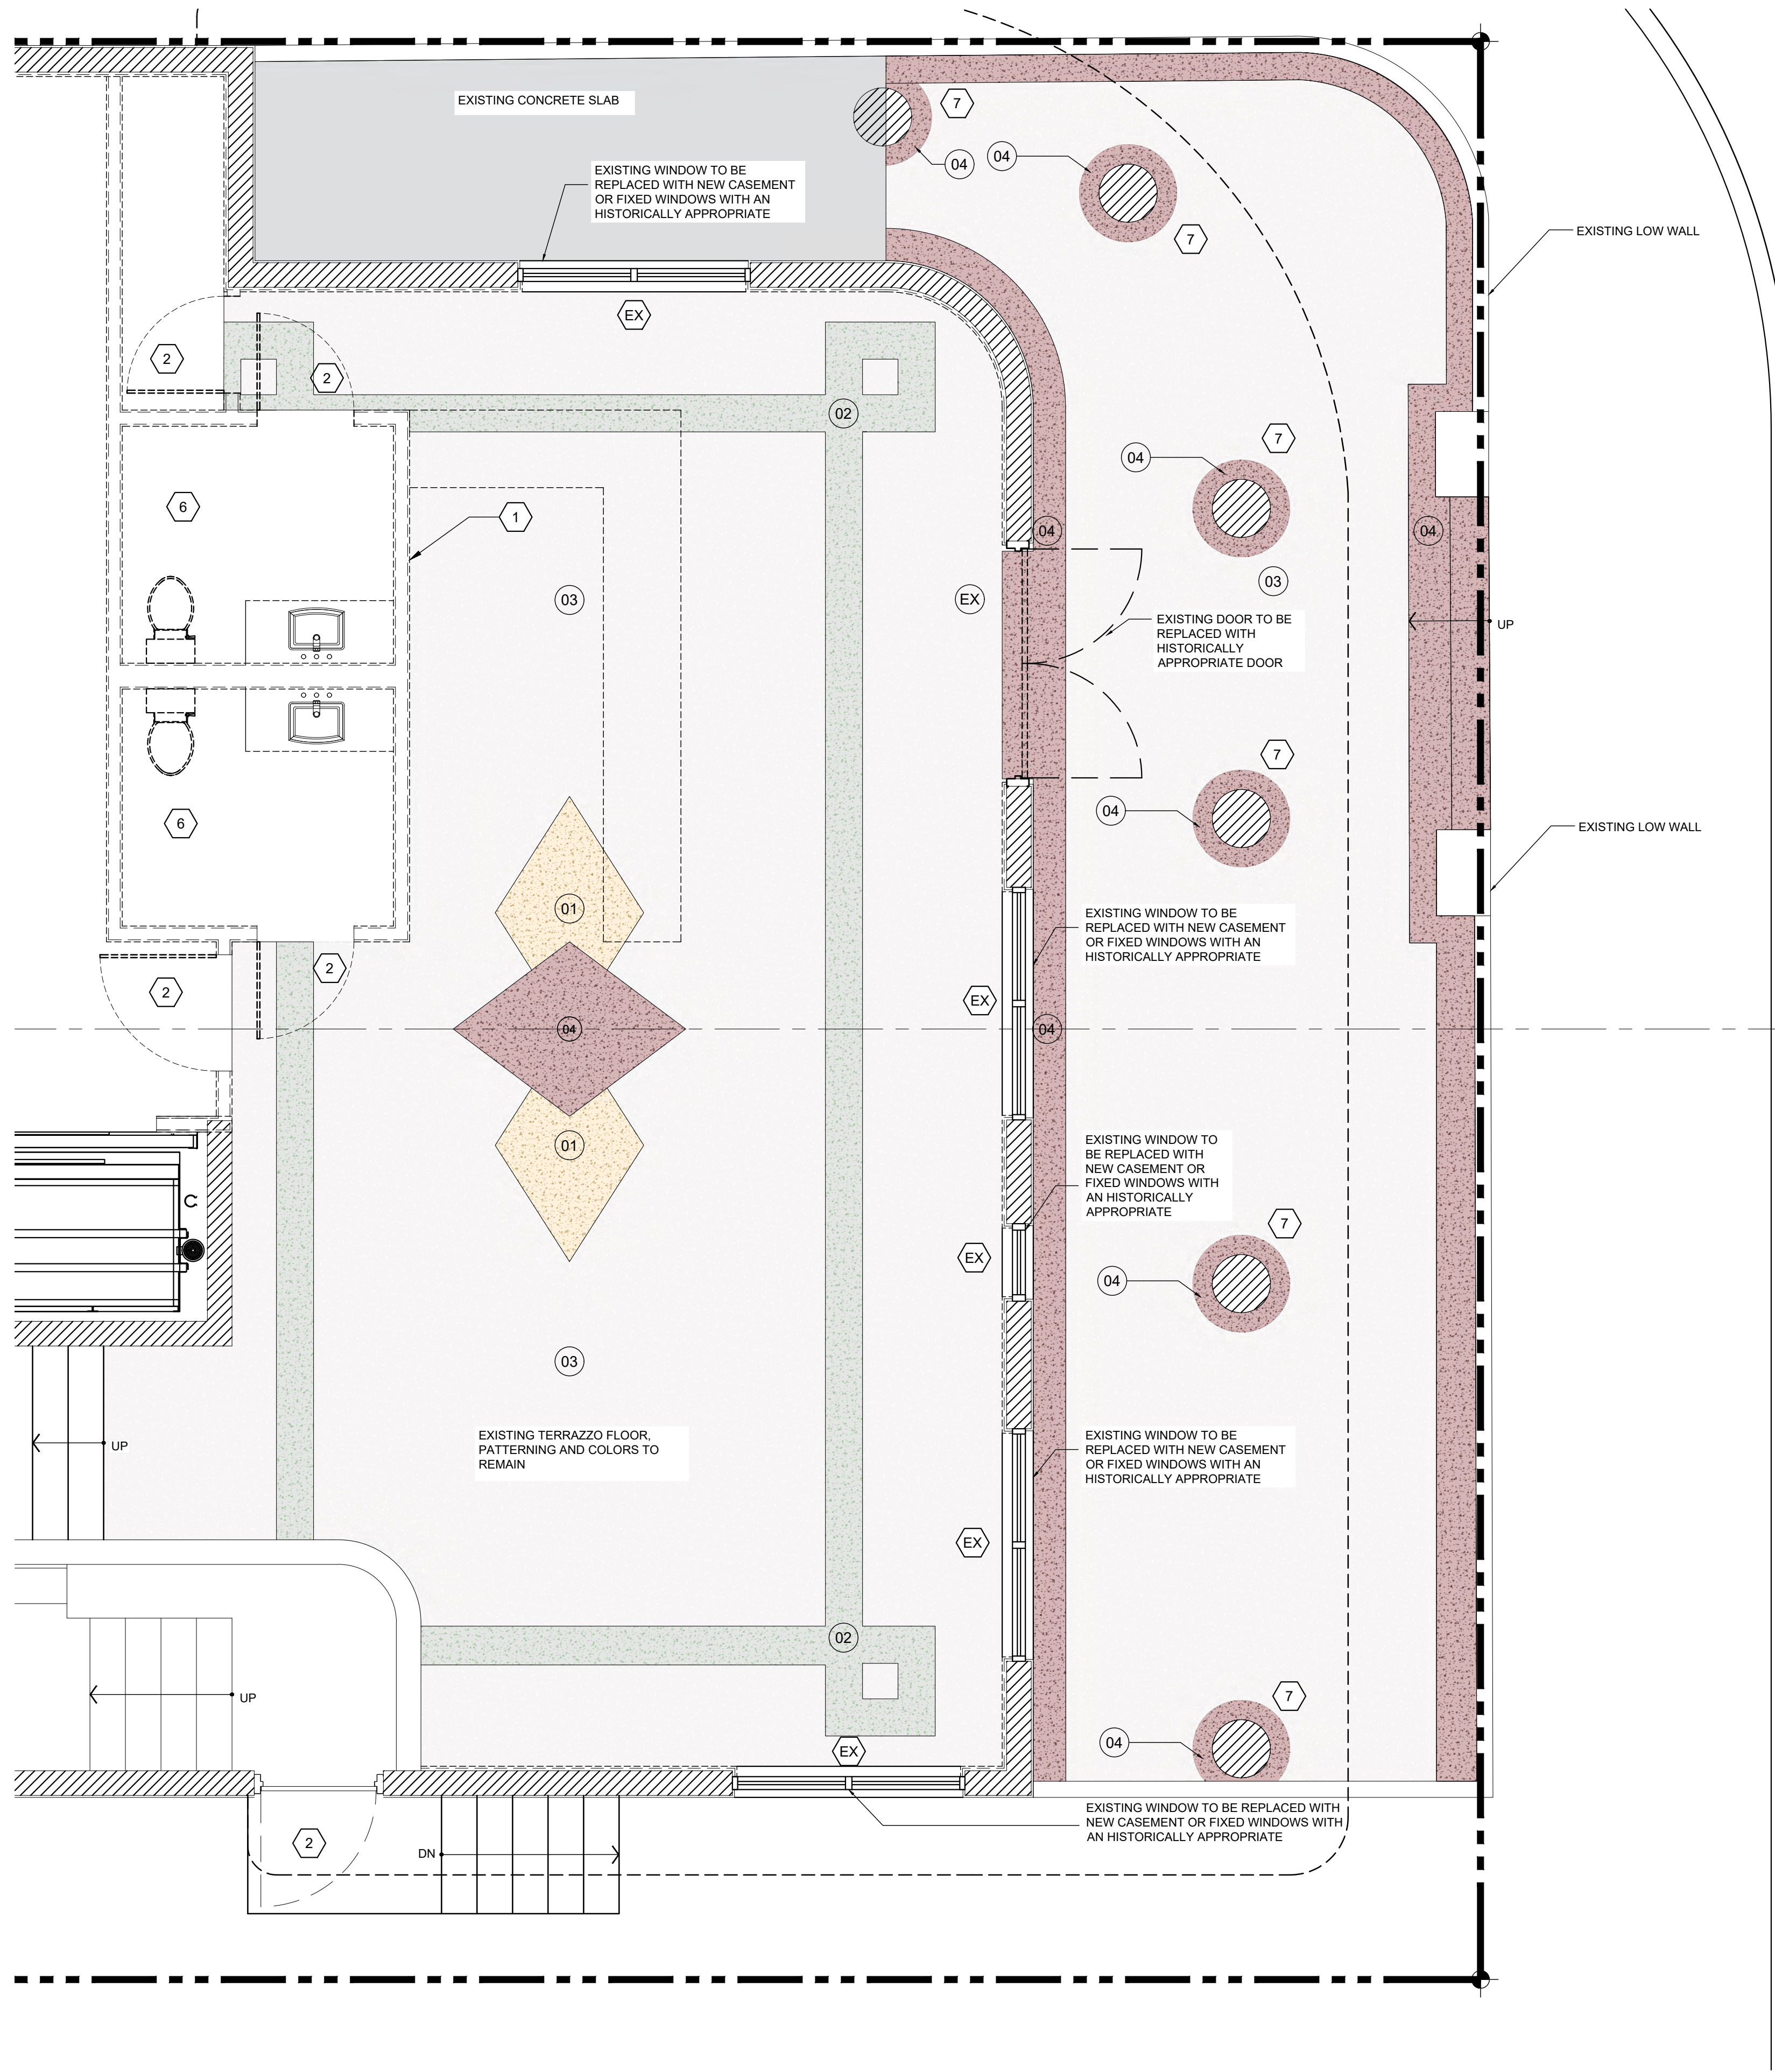 EXISTING CONCRETE SLAB
7
04
04
EXISTING WINDOW TO BE
REPLACED WITH NEW CASEMENT
OR FIXED WINDOWS WITH AN
HISTORICALLY APPROPRIATE
7
EXISTING LOW WALL
EX
2
2
02
7
04
6
1
04
04
03
EX
03
EXISTING DOOR TO BE
REPLACED WITH
HISTORICALLY
APPROPRIATE DOOR
UP
7
04
6
EXISTING LOW WALL
01
EXISTING WINDOW TO BE
REPLACED WITH NEW CASEMENT
OR FIXED WINDOWS WITH AN
HISTORICALLY APPROPRIATE
2
2
EX
04
04
01
EXISTING WINDOW TO
BE REPLACED WITH
NEW CASEMENT OR
FIXED WINDOWS WITH
AN HISTORICALLY
APPROPRIATE
7
EX
04
03
EXISTING TERRAZZO FLOOR,
PATTERNING AND COLORS TO
REMAIN
UP
EXISTING WINDOW TO BE
REPLACED WITH NEW CASEMENT
OR FIXED WINDOWS WITH AN
HISTORICALLY APPROPRIATE
EX
02
UP
7
04
EX
EXISTING WINDOW TO BE REPLACED WITH
NEW CASEMENT OR FIXED WINDOWS WITH
AN HISTORICALLY APPROPRIATE
2
DN